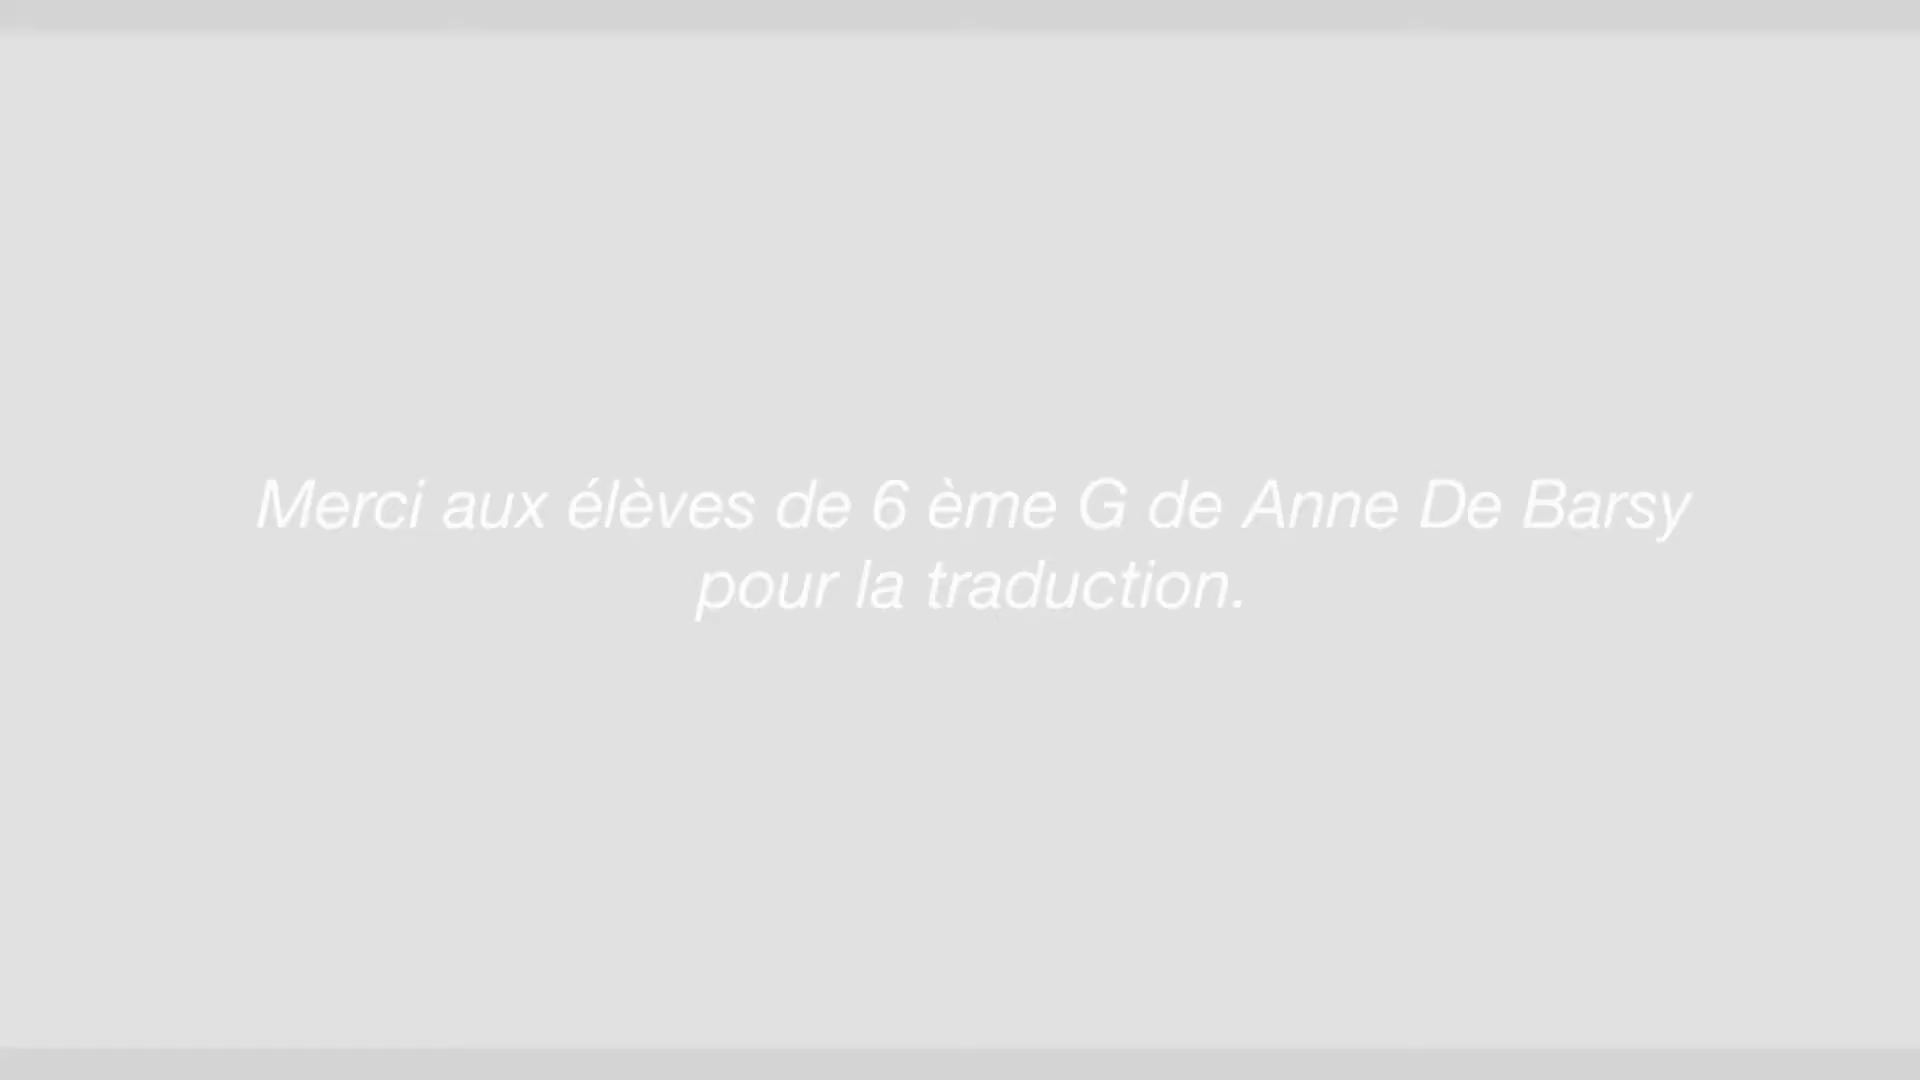 Merci aux élèves de 6 ème G de Anne De Barsy
pour la traduction.